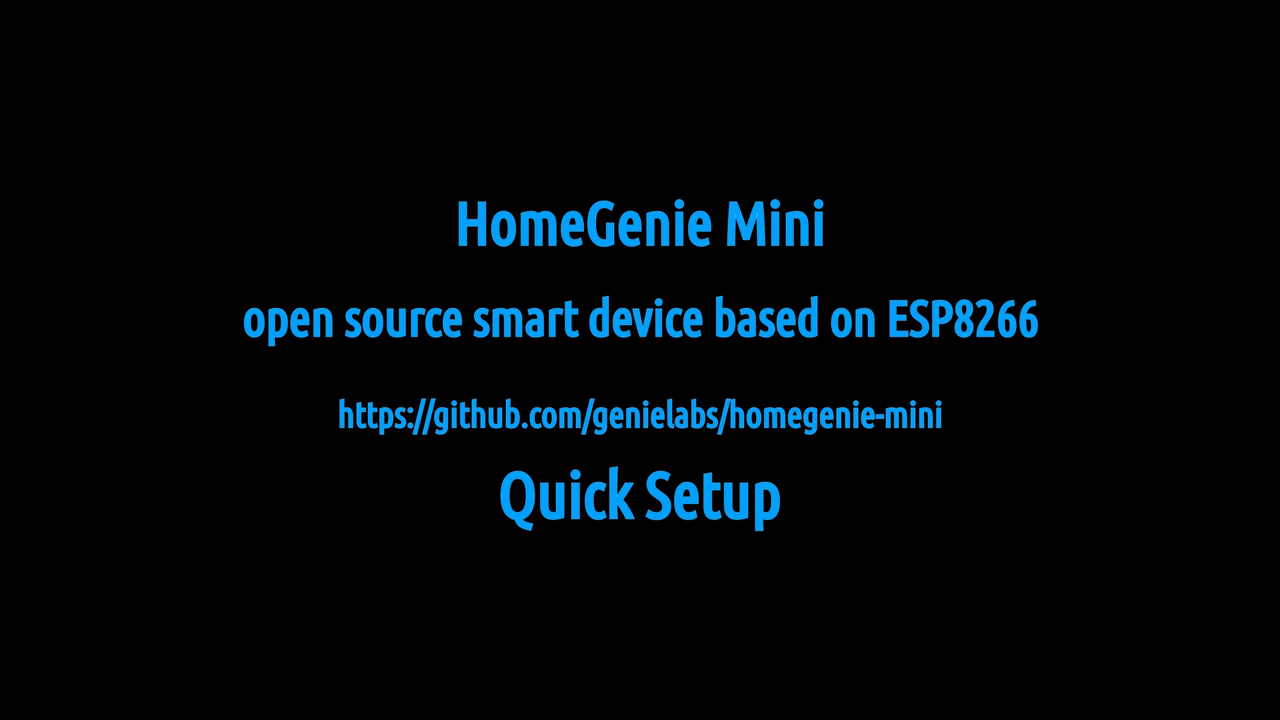 HomeGenie Mini
open source smart device based on ESP8266
https://github.com/genielabs/homegenie-mini
Quick Setup